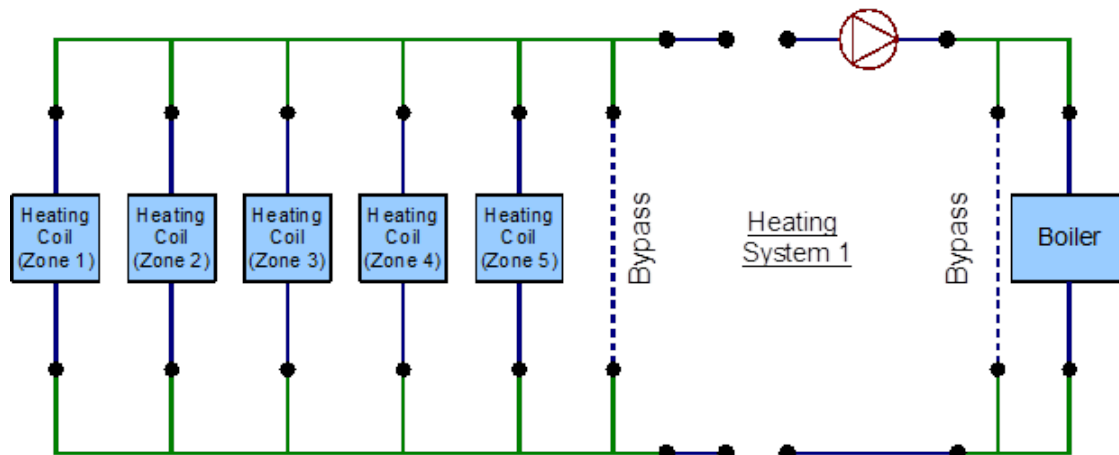 Heating
Coil
(Zone 1)
Heating
Coil
(Zone 2)
Heating
Coil
(Zone 3)
Heating
Coil
(Zone 4)
Heating
Coil
(Zone 5)
Bypass
Heating
System 1
Bypass
Boiler